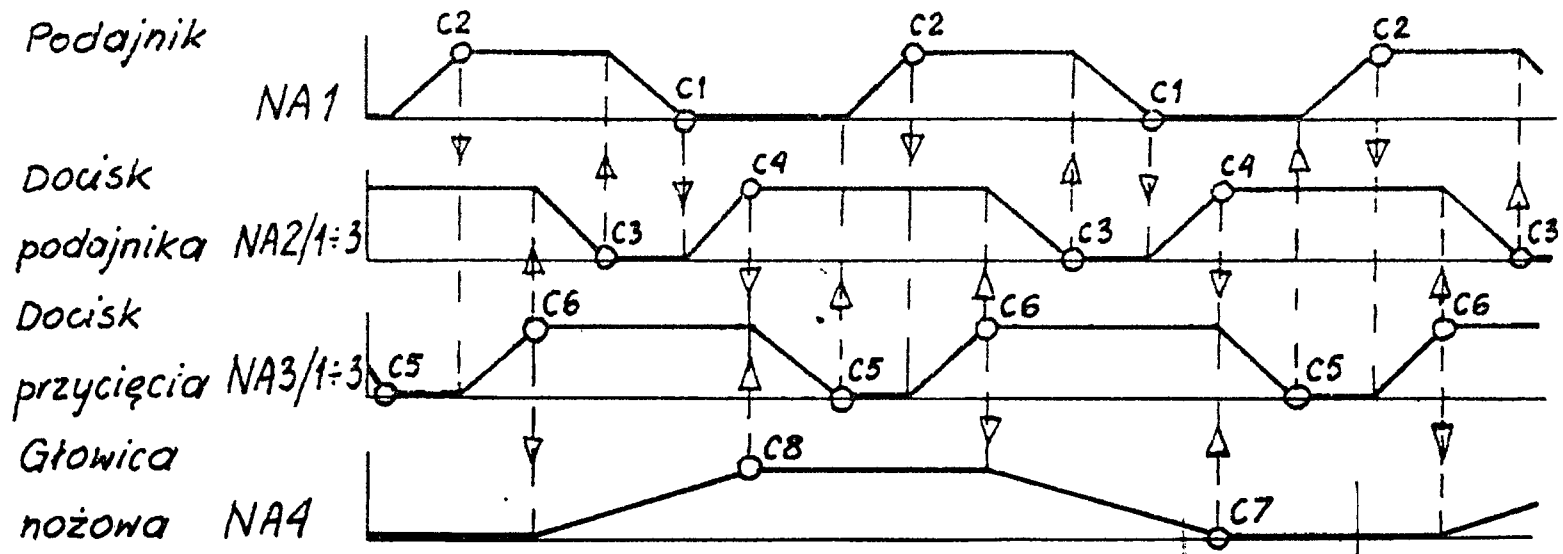 Podajnik
NA1
C2
C1
C2
C1
C2
Docisk
podajnika NA2/1÷3
C3
C4
C3
C4
C3
Docisk
przycięcia NA3/1÷3
C5
C6
C5
C6
C5
C6
Głowica
nożowa NA4
C8
C7